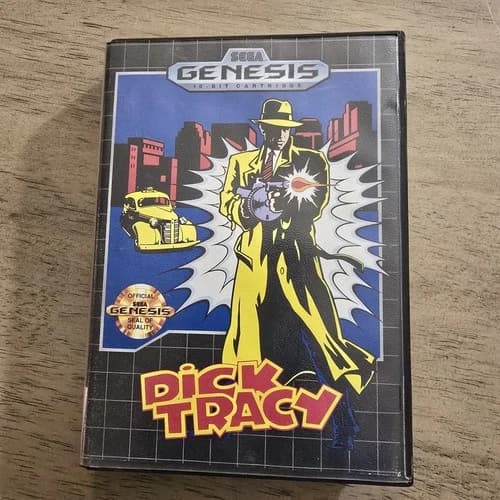 SEGA
GENESIS
16-BIT CARTRIDGE
OFFICIAL
SEGA
GENESIS
SEAL OF
QUALITY
DICK
TRACY